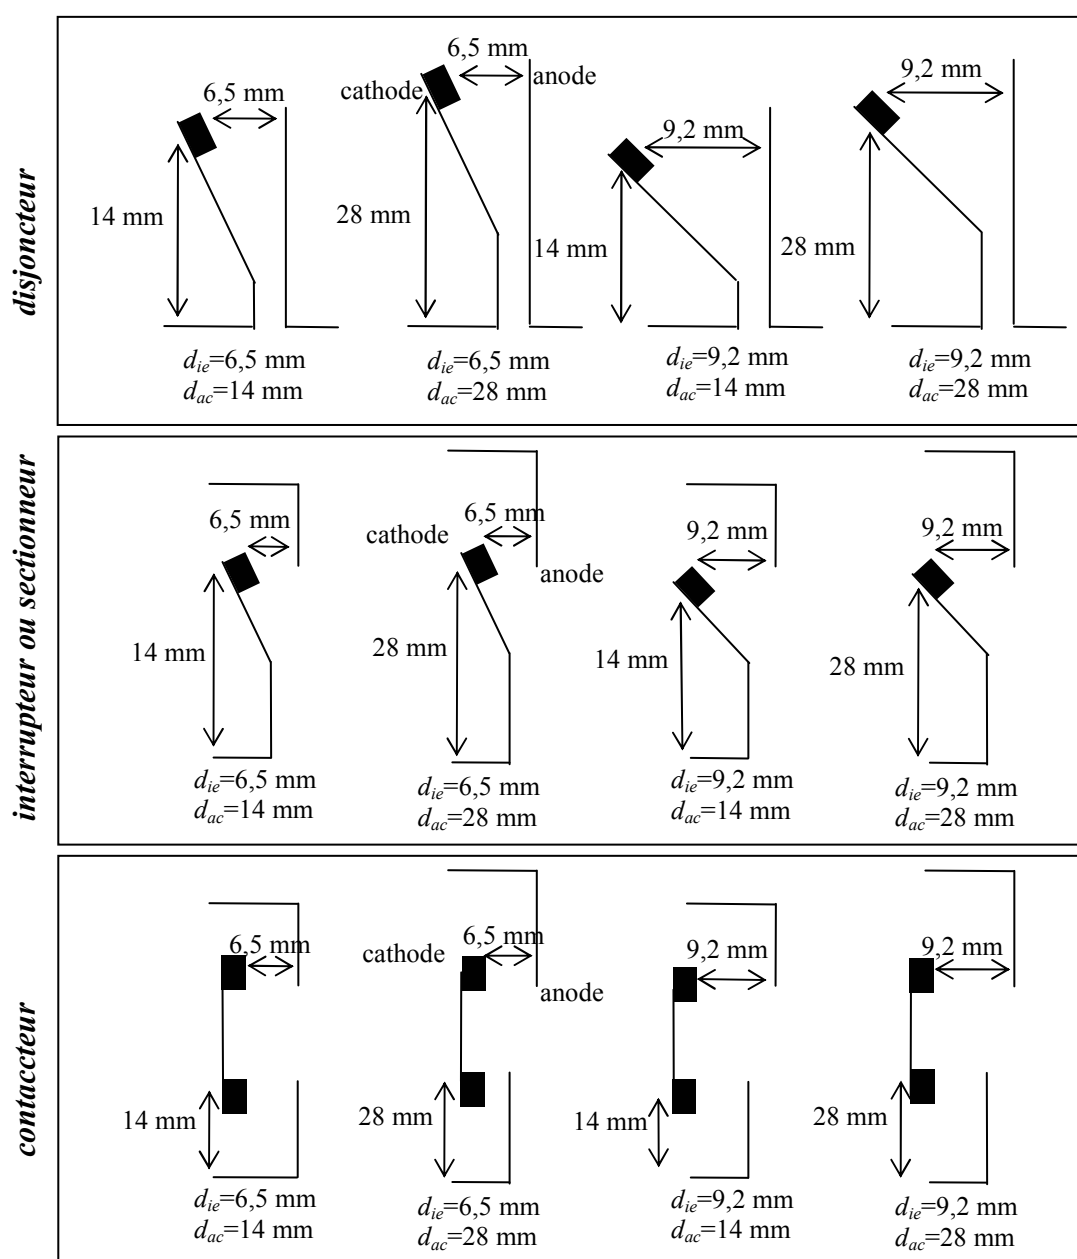 disjoncteur
6,5 mm
14 mm
d_ie=6,5 mm
d_ac=14 mm
6,5 mm
cathode
anode
28 mm
d_ie=6,5 mm
d_ac=28 mm
9,2 mm
14 mm
d_ie=9,2 mm
d_ac=14 mm
9,2 mm
28 mm
d_ie=9,2 mm
d_ac=28 mm
interrupteur ou sectionneur
6,5 mm
14 mm
d_ie=6,5 mm
d_ac=14 mm
6,5 mm
cathode
anode
28 mm
d_ie=6,5 mm
d_ac=28 mm
9,2 mm
14 mm
d_ie=9,2 mm
d_ac=14 mm
9,2 mm
28 mm
d_ie=9,2 mm
d_ac=28 mm
contaccteur
6,5 mm
14 mm
d_ie=6,5 mm
d_ac=14 mm
6,5 mm
cathode
anode
28 mm
d_ie=6,5 mm
d_ac=28 mm
9,2 mm
14 mm
d_ie=9,2 mm
d_ac=14 mm
9,2 mm
28 mm
d_ie=9,2 mm
d_ac=28 mm